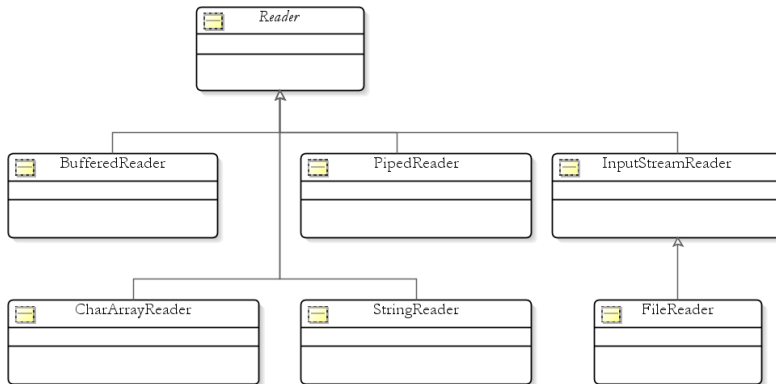 Reader
BufferedReader
PipedReader
InputStreamReader
CharArrayReader
StringReader
FileReader